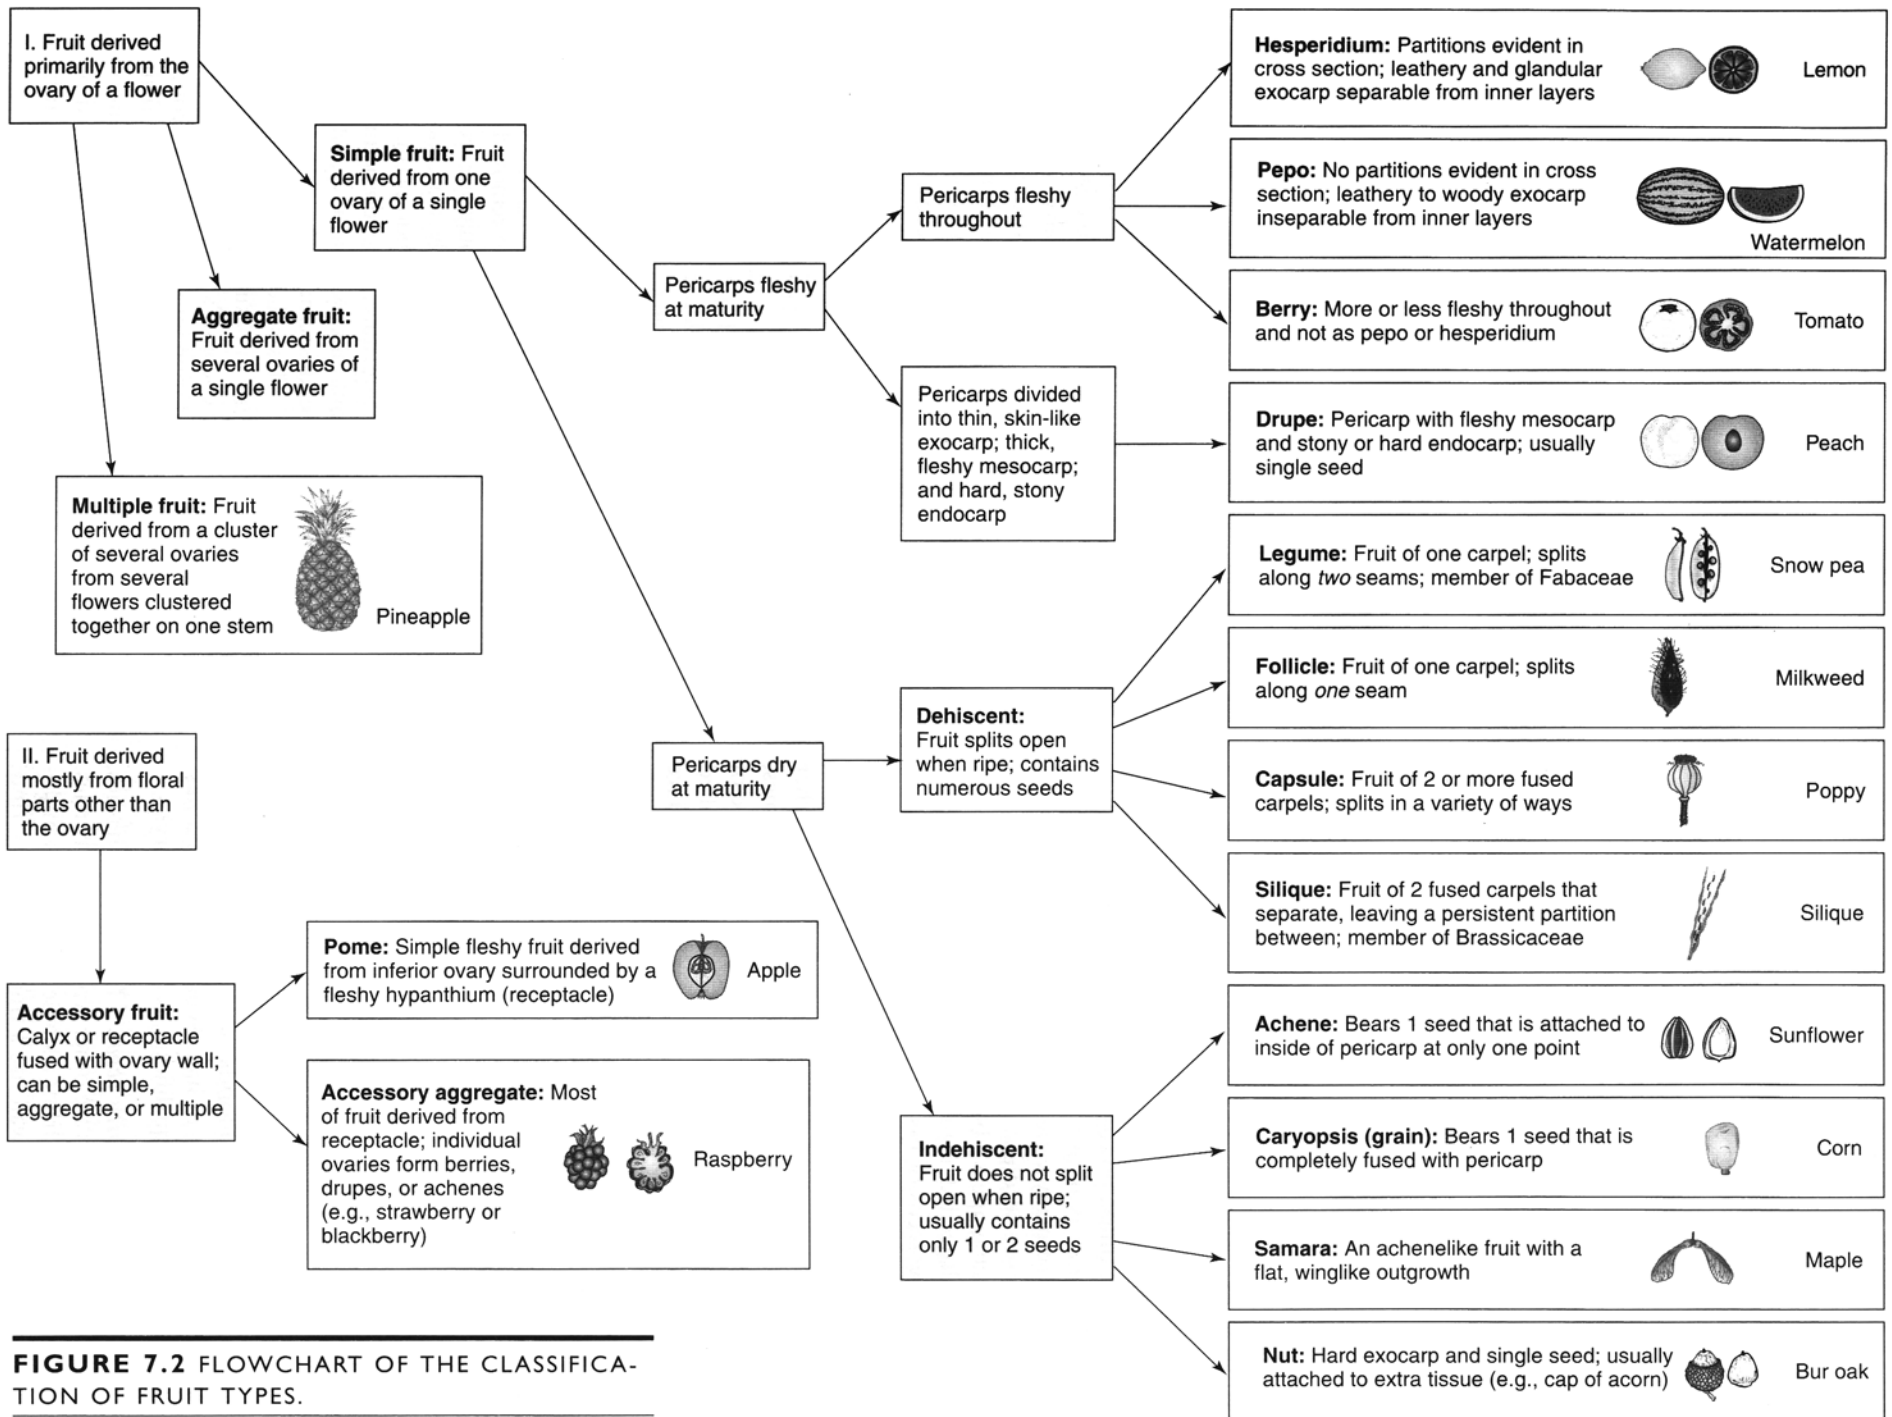 I. Fruit derived
primarily from the
ovary of a flower
Simple fruit: Fruit
derived from one
ovary of a single
flower
Aggregate fruit:
Fruit derived from
several ovaries of
a single flower
Multiple fruit: Fruit
derived from a cluster
of several ovaries
from several
flowers clustered
together on one stem
Pineapple
Pericarps fleshy
at maturity
Pericarps fleshy
throughout
Hesperidium: Partitions evident in
cross section; leathery and glandular
exocarp separable from inner layers
Lemon
Pepo: No partitions evident in cross
section; leathery to woody exocarp
inseparable from inner layers
Watermelon
Berry: More or less fleshy throughout
and not as pepo or hesperidium
Tomato
Pericarps divided
into thin, skin-like
exocarp; thick,
fleshy mesocarp;
and hard, stony
endocarp
Drupe: Pericarp with fleshy mesocarp
and stony or hard endocarp; usually
single seed
Peach
Pericarps dry
at maturity
Dehiscent:
Fruit splits open
when ripe; contains
numerous seeds
Legume: Fruit of one carpel; splits
along two seams; member of Fabaceae
Snow pea
Follicle: Fruit of one carpel; splits
along one seam
Milkweed
Capsule: Fruit of 2 or more fused
carpels; splits in a variety of ways
Poppy
Silique: Fruit of 2 fused carpels that
separate, leaving a persistent partition
between; member of Brassicaceae
Silique
Indehiscent:
Fruit does not split
open when ripe;
usually contains
only 1 or 2 seeds
Achene: Bears 1 seed that is attached to
inside of pericarp at only one point
Sunflower
Caryopsis (grain): Bears 1 seed that is
completely fused with pericarp
Corn
Samara: An achenelike fruit with a
flat, winglike outgrowth
Maple
Nut: Hard exocarp and single seed; usually
attached to extra tissue (e.g., cap of acorn)
Bur oak
II. Fruit derived
mostly from floral
parts other than
the ovary
Accessory fruit:
Calyx or receptacle
fused with ovary wall;
can be simple,
aggregate, or multiple
Pome: Simple fleshy fruit derived
from inferior ovary surrounded by a
fleshy hypanthium (receptacle)
Apple
Accessory aggregate: Most
of fruit derived from
receptacle; individual
ovaries form berries,
drupes, or achenes
(e.g., strawberry or
blackberry)
Raspberry
FIGURE 7.2 FLOWCHART OF THE CLASSIFICA-
TION OF FRUIT TYPES.